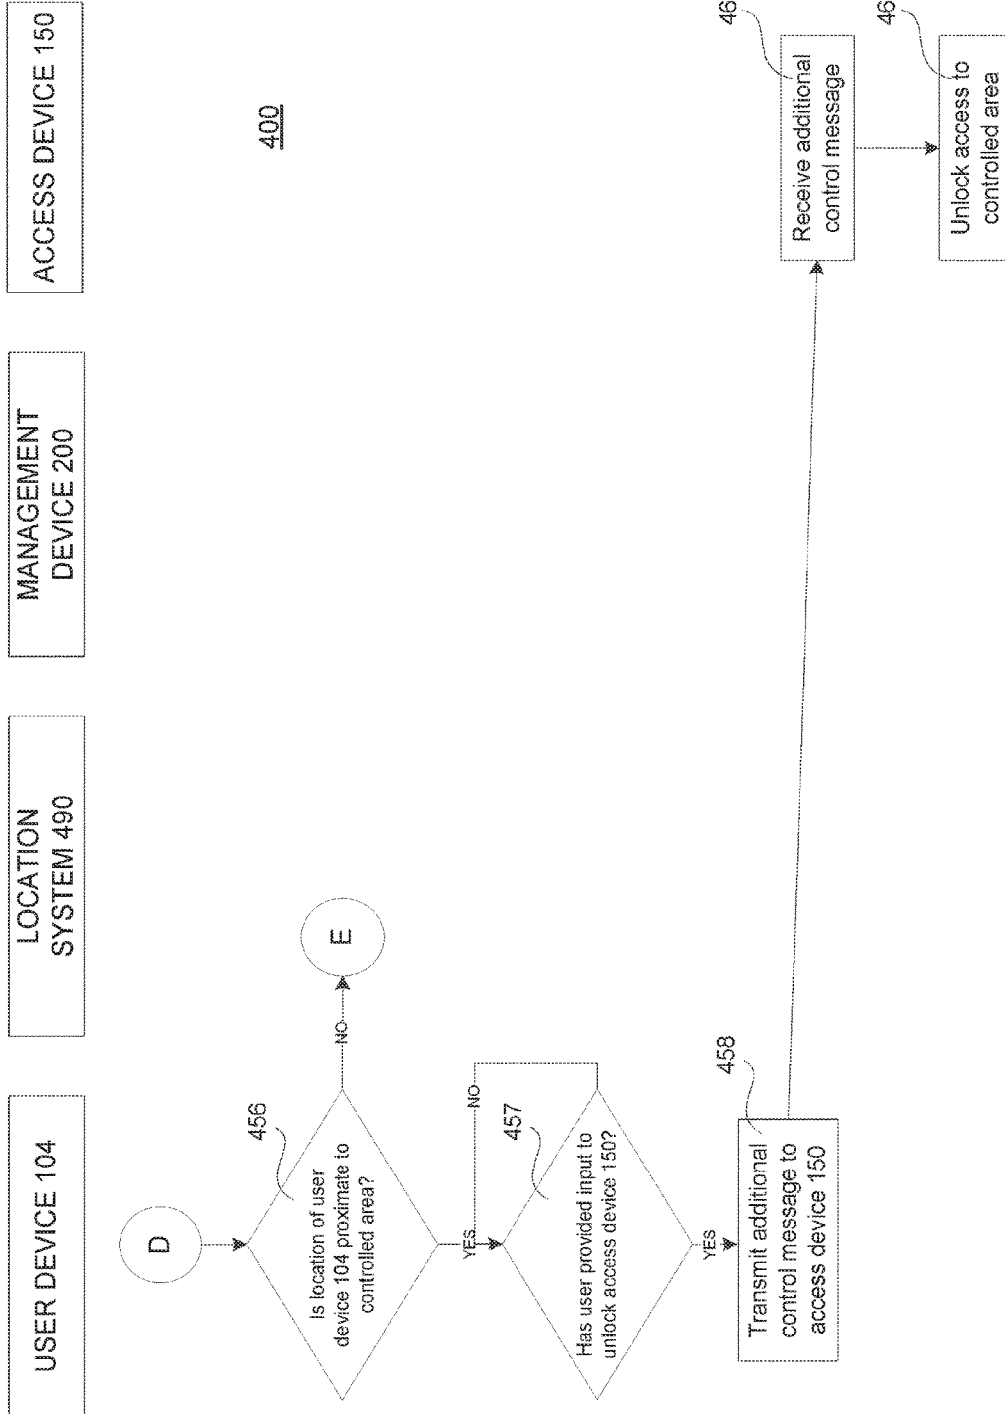 USER DEVICE 104
LOCATION
SYSTEM 490
MANAGEMENT
DEVICE 200
ACCESS DEVICE 150
400
D
456
Is location of user
device 104 proximate to
controlled area?
NO
E
YES
457
Has user provided input to
unlock access device 150?
NO
YES
458
Transmit additional
control message to
access device 150
46
Receive additional
control message
46
Unlock access to
controlled area